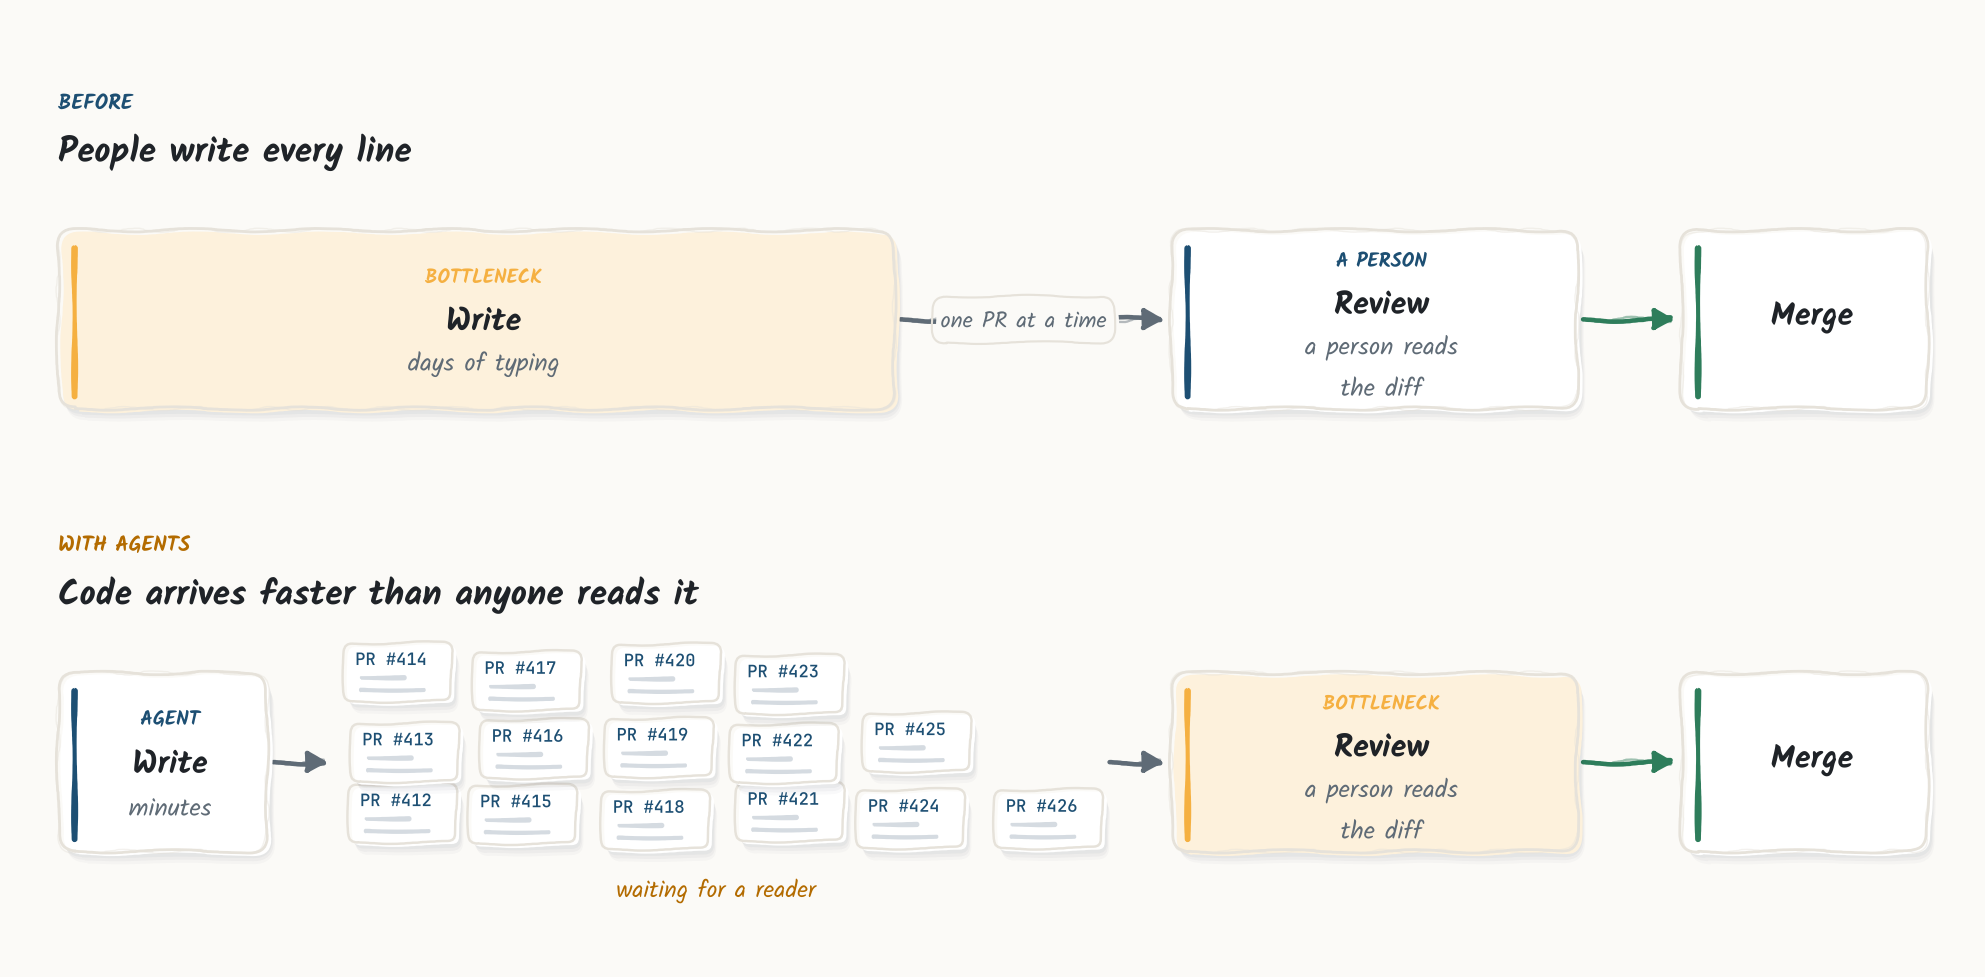 BEFORE
People write every line
BOTTLENECK
Write
days of typing
one PR at a time
A PERSON
Review
a person reads
the diff
Merge
WITH AGENTS
Code arrives faster than anyone reads it
AGENT
Write
minutes
PR #414
PR #417
PR #420
PR #423
PR #413
PR #416
PR #419
PR #422
PR #425
PR #412
PR #415
PR #418
PR #421
PR #424
PR #426
waiting for a reader
BOTTLENECK
Review
a person reads
the diff
Merge